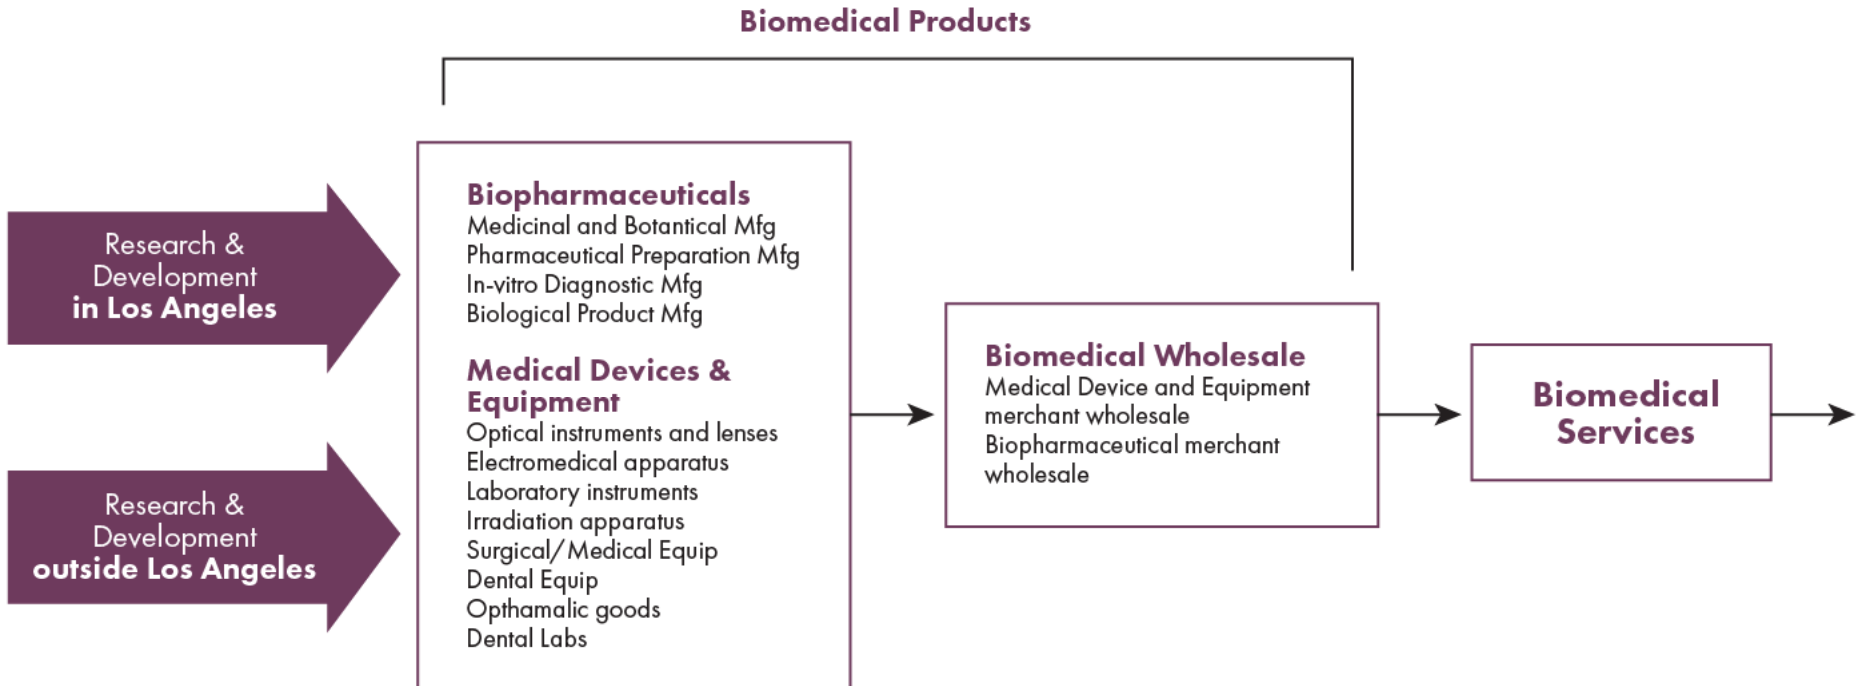 Biomedical Products
Research &
Development
in Los Angeles
Research &
Development
outside Los Angeles
Biopharmaceuticals
Medicinal and Botantical Mfg
Pharmaceutical Preparation Mfg
In-vitro Diagnostic Mfg
Biological Product Mfg
Medical Devices &
Equipment
Optical instruments and lenses
Electromedical apparatus
Laboratory instruments
Irradiation apparatus
Surgical/Medical Equip
Dental Equip
Opthamalic goods
Dental Labs
Biomedical Wholesale
Medical Device and Equipment
merchant wholesale
Biopharmaceutical merchant
wholesale
Biomedical
Services